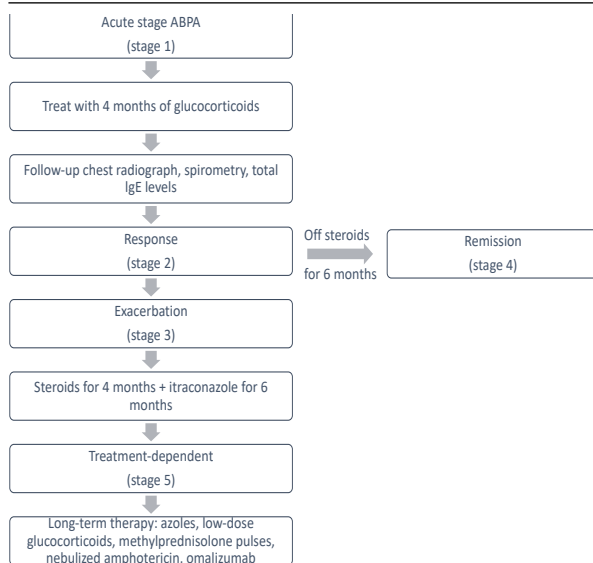 Acute stage ABPA
(stage 1)
Treat with 4 months of glucocorticoids
Follow-up chest radiograph, spirometry, total
IgE levels
Response
(stage 2)
Off steroids
for 6 months
Remission
(stage 4)
Exacerbation
(stage 3)
Steroids for 4 months + itraconazole for 6
months
Treatment-dependent
(stage 5)
Long-term therapy: azoles, low-dose
glucocorticoids, methylprednisolone pulses,
nebulized amphotericin, omalizumab